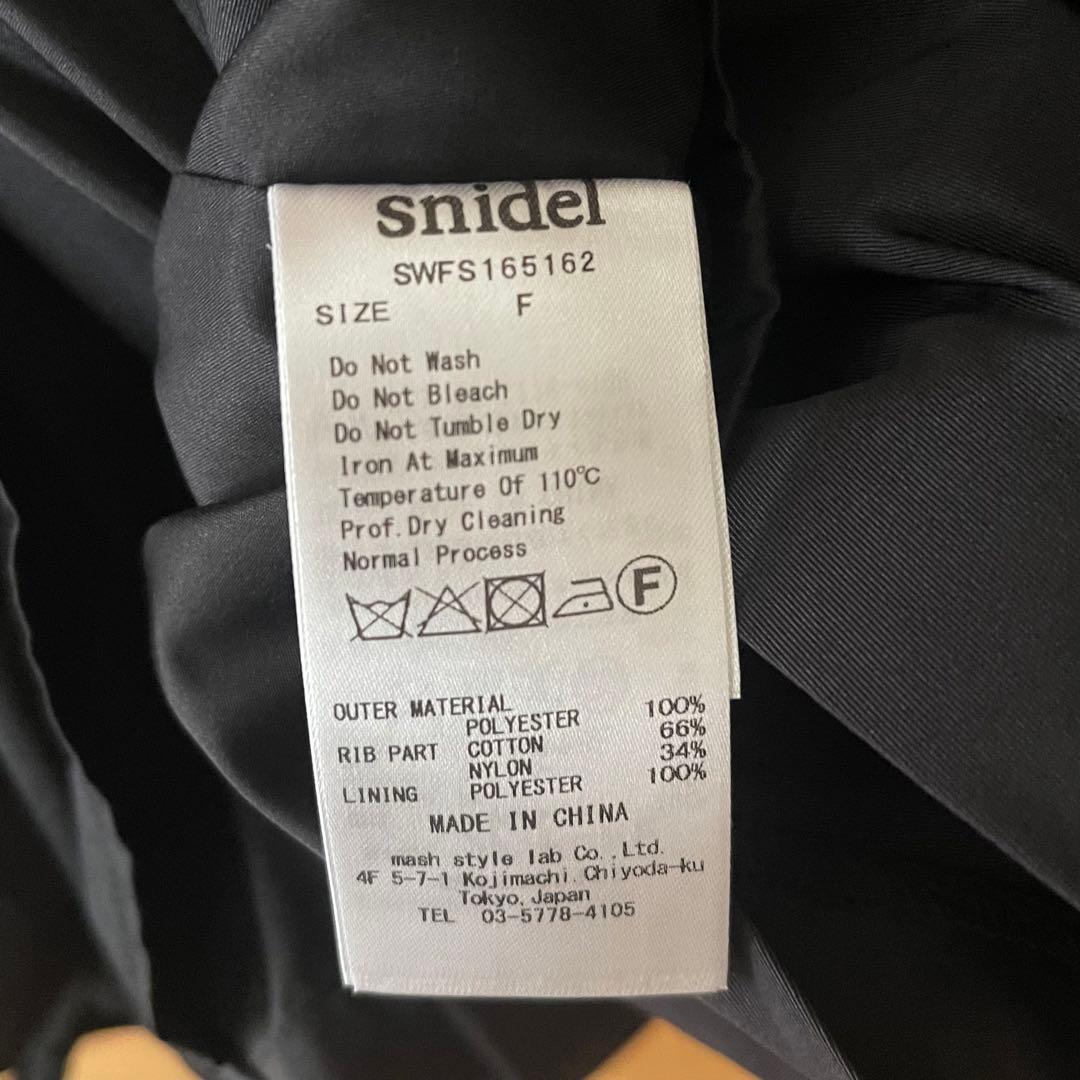 snidel
SWFS165162
SIZE F
Do Not Wash
Do Not Bleach
Do Not Tumble Dry
Iron At Maximum
Temperature Of 110℃
Prof.Dry Cleaning
Normal Process
F
OUTER MATERIAL
POLYESTER 100%
RIB PART COTTON 66%
NYLON 34%
LINING POLYESTER 100%
MADE IN CHINA
mash style lab Co.,Ltd.
4F 5-7-1 Kojimachi, Chiyoda-ku
Tokyo, Japan
TEL 03-5778-4105